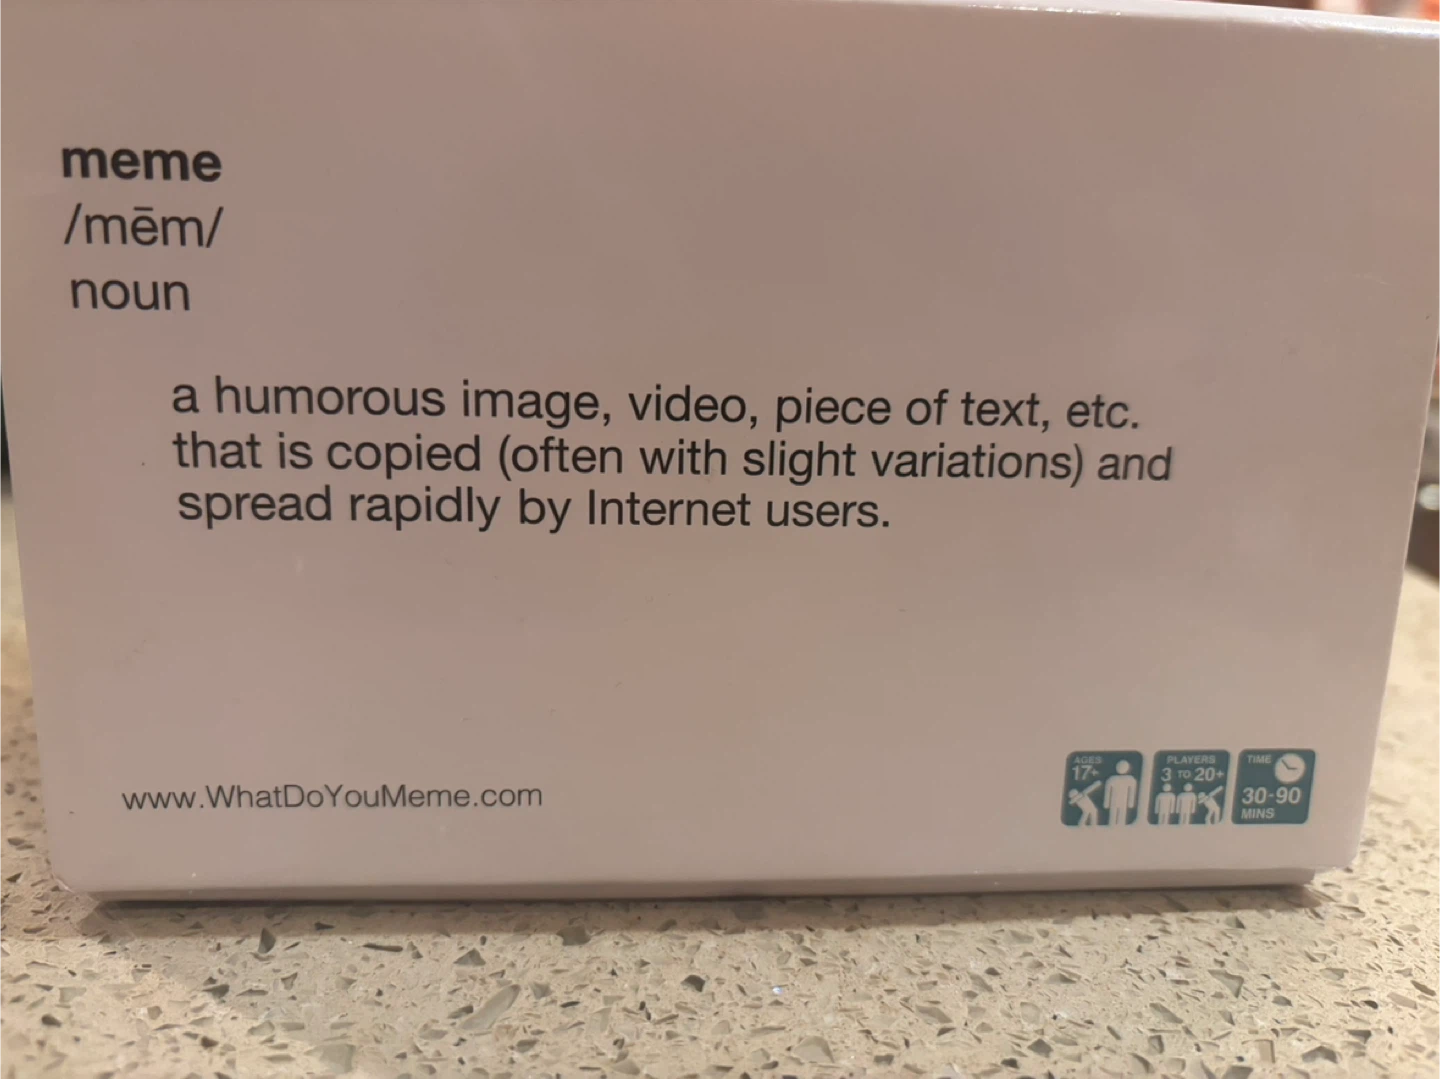 meme
/mēm/
noun
a humorous image, video, piece of text, etc.
that is copied (often with slight variations) and
spread rapidly by Internet users.
www.WhatDoYouMeme.com
AGES
17+
PLAYERS
3 TO 20+
TIME
30-90
MINS